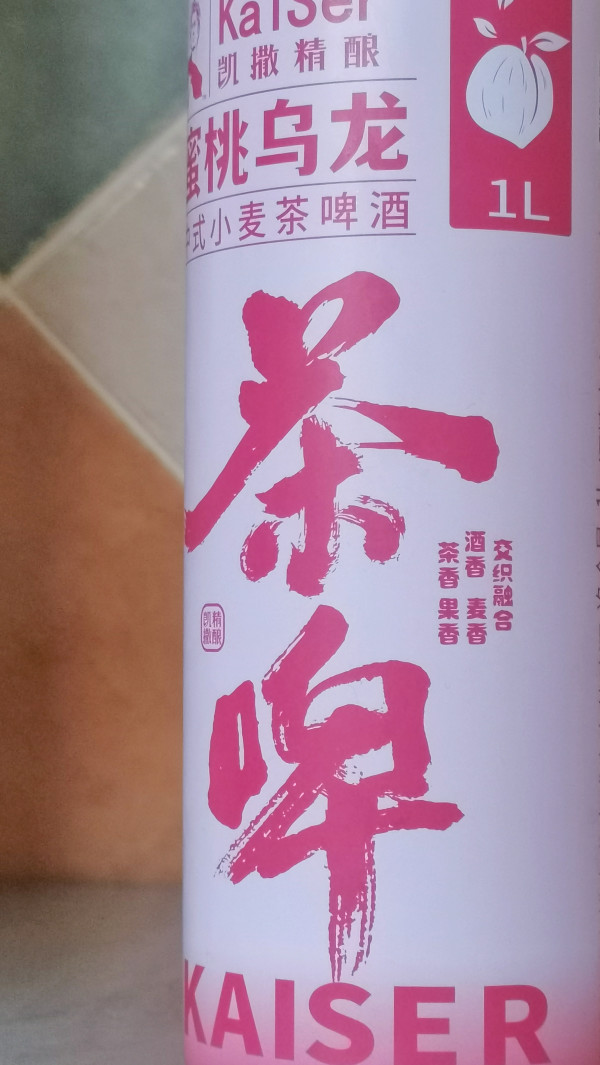 KaiSer
凯撒精酿
蜜桃乌龙
中式小麦茶啤酒
1L
茶啤
交织融合
酒香 麦香
茶香 果香
精酿
凯撒
KAISER